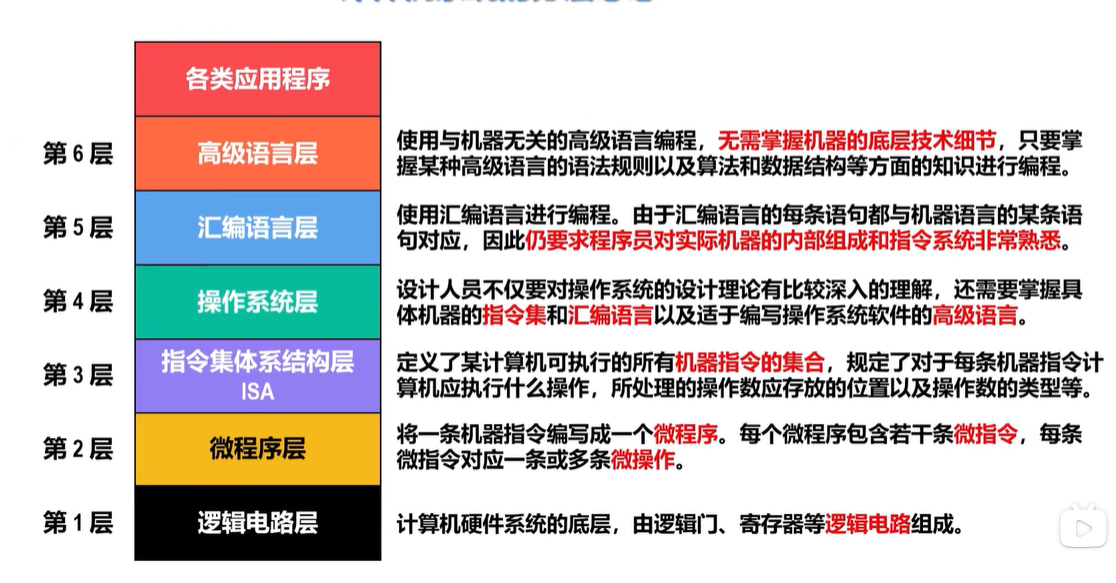 各类应用程序
第 6 层
高级语言层
使用与机器无关的高级语言编程，无需掌握机器的底层技术细节，只要掌
握某种高级语言的语法规则以及算法和数据结构等方面的知识进行编程。
第 5 层
汇编语言层
使用汇编语言进行编程。由于汇编语言的每条语句都与机器语言的某条语
句对应，因此仍要求程序员对实际机器的内部组成和指令系统非常熟悉。
第 4 层
操作系统层
设计人员不仅要对操作系统的设计理论有比较深入的理解，还需要掌握具
体机器的指令集和汇编语言以及适于编写操作系统软件的高级语言。
第 3 层
指令集体系结构层
ISA
定义了某计算机可执行的所有机器指令的集合，规定了对于每条机器指令计
算机应执行什么操作，所处理的操作数应存放的位置以及操作数的类型等。
第 2 层
微程序层
将一条机器指令编写成一个微程序。每个微程序包含若干条微指令，每条
微指令对应一条或多条微操作。
第 1 层
逻辑电路层
计算机硬件系统的底层，由逻辑门、寄存器等逻辑电路组成。